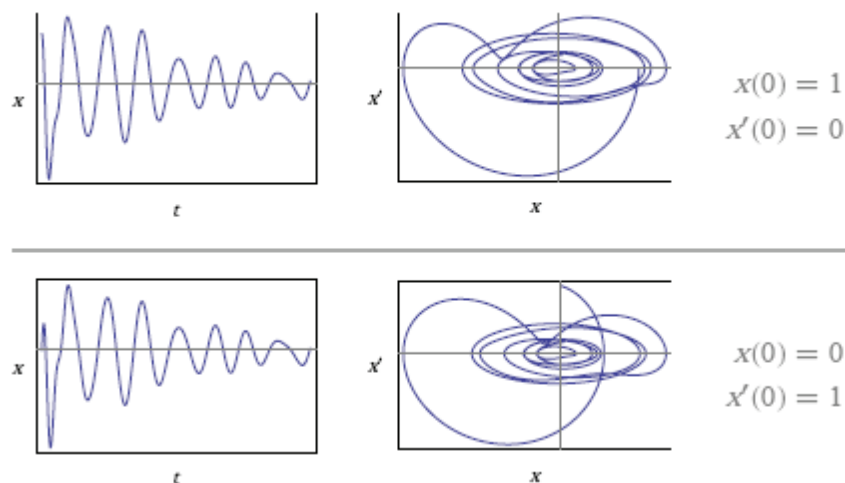 x
t
x′
x
x(0) = 1
x′(0) = 0
x
t
x′
x
x(0) = 0
x′(0) = 1